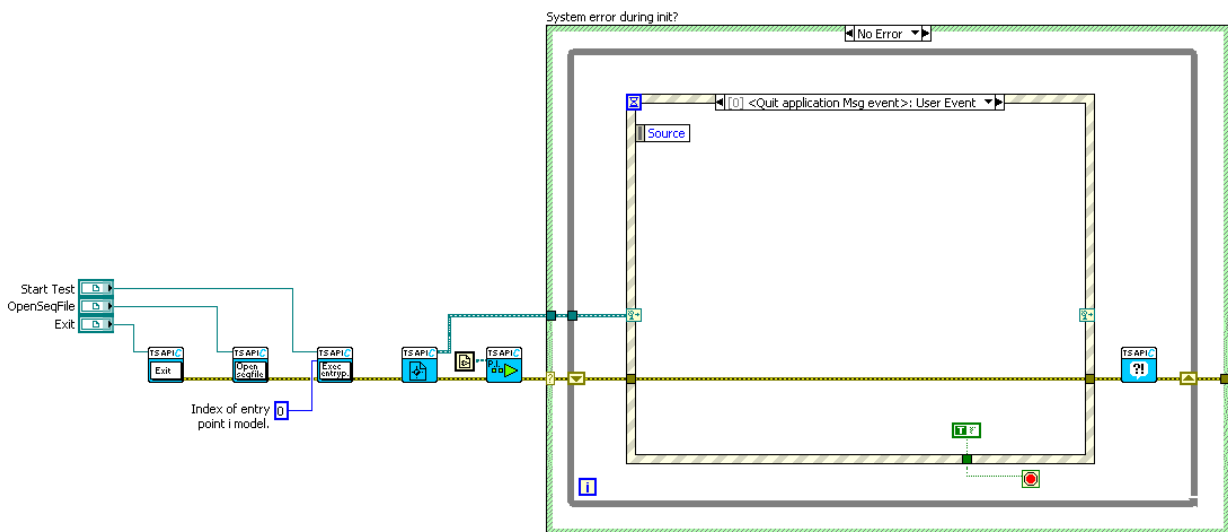 System error during init?
No Error
[0] <Quit application Msg event>: User Event
Source
Start Test
OpenSeqFile
Exit
TS API C
Exit
TS API C
Open
seqfile
TS API C
Exec
entryp.
TS API C
TS API C
P.L
TS API C
?!
Index of entry
point i model.
0
?
T
i